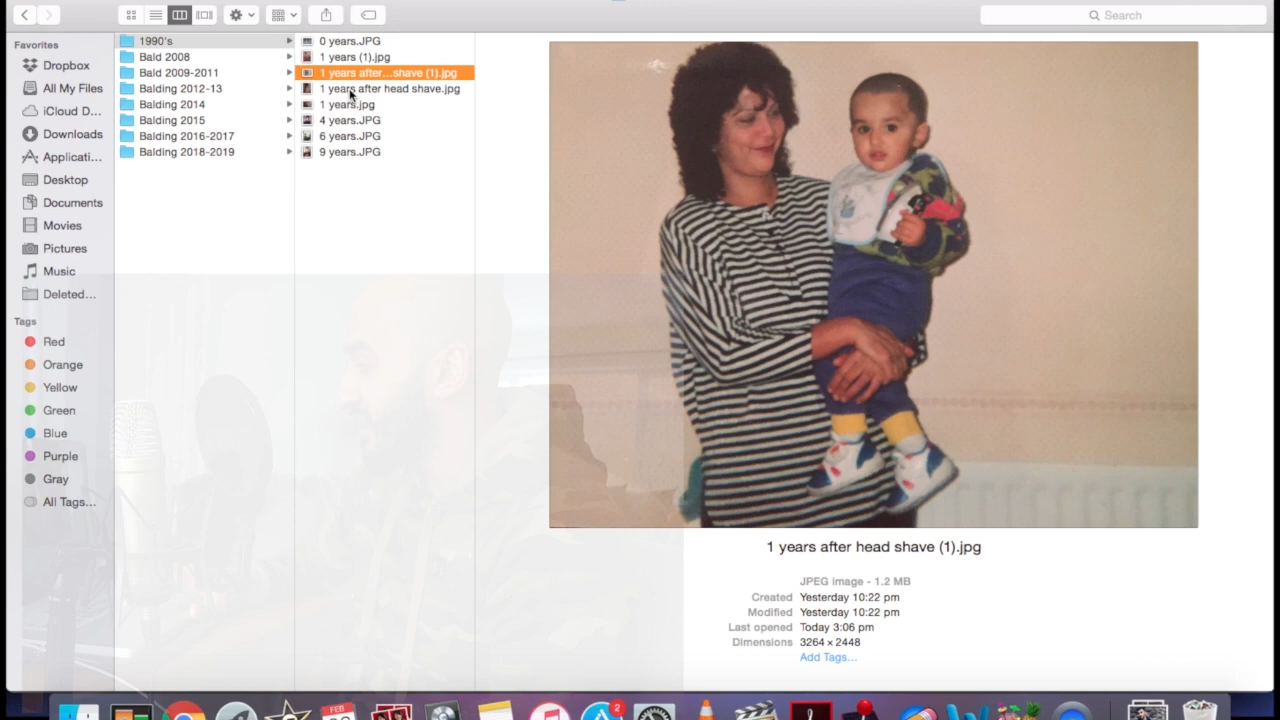 Search
Favorites
Dropbox
All My Files
iCloud D...
Downloads
Applicati...
Desktop
Documents
Movies
Pictures
Music
Deleted...
Tags
Red
Orange
Yellow
Green
Blue
Purple
Gray
All Tags...
1990's
Bald 2008
Bald 2009-2011
Balding 2012-13
Balding 2014
Balding 2015
Balding 2016-2017
Balding 2018-2019
0 years.JPG
1 years (1).jpg
1 years after...shave (1).jpg
1 years after head shave.jpg
1 years.jpg
4 years.JPG
6 years.JPG
9 years.JPG
1 years after head shave (1).jpg
JPEG image - 1.2 MB
Created Yesterday 10:22 pm
Modified Yesterday 10:22 pm
Last opened Today 3:06 pm
Dimensions 3264 × 2448
Add Tags...
FEB
2